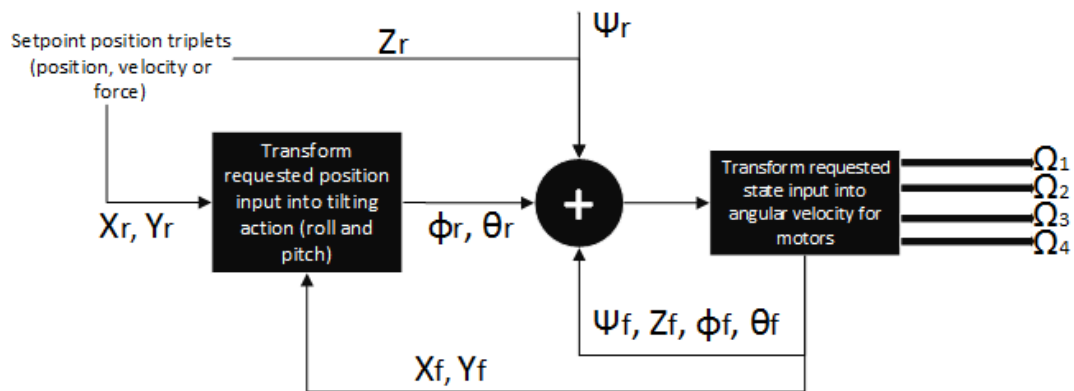 Setpoint position triplets
(position, velocity or
force)
Zr
Ψr
Transform
requested position
input into tilting
action (roll and
pitch)
Xr, Yr
ϕr, θr
+
Transform requested
state input into
angular velocity for
motors
Ω1
Ω2
Ω3
Ω4
Ψf, Zf, ϕf, θf
Xf, Yf